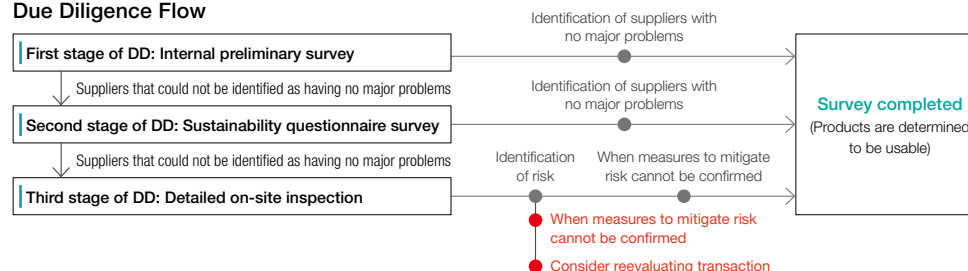 Due Diligence Flow
Identification of suppliers with
no major problems
First stage of DD: Internal preliminary survey
Suppliers that could not be identified as having no major problems
Identification of suppliers with
no major problems
Second stage of DD: Sustainability questionnaire survey
Survey completed
(Products are determined
to be usable)
Suppliers that could not be identified as having no major problems
Identification
of risk
When measures to mitigate
risk cannot be confirmed
Third stage of DD: Detailed on-site inspection
When measures to mitigate risk
cannot be confirmed
Consider reevaluating transaction